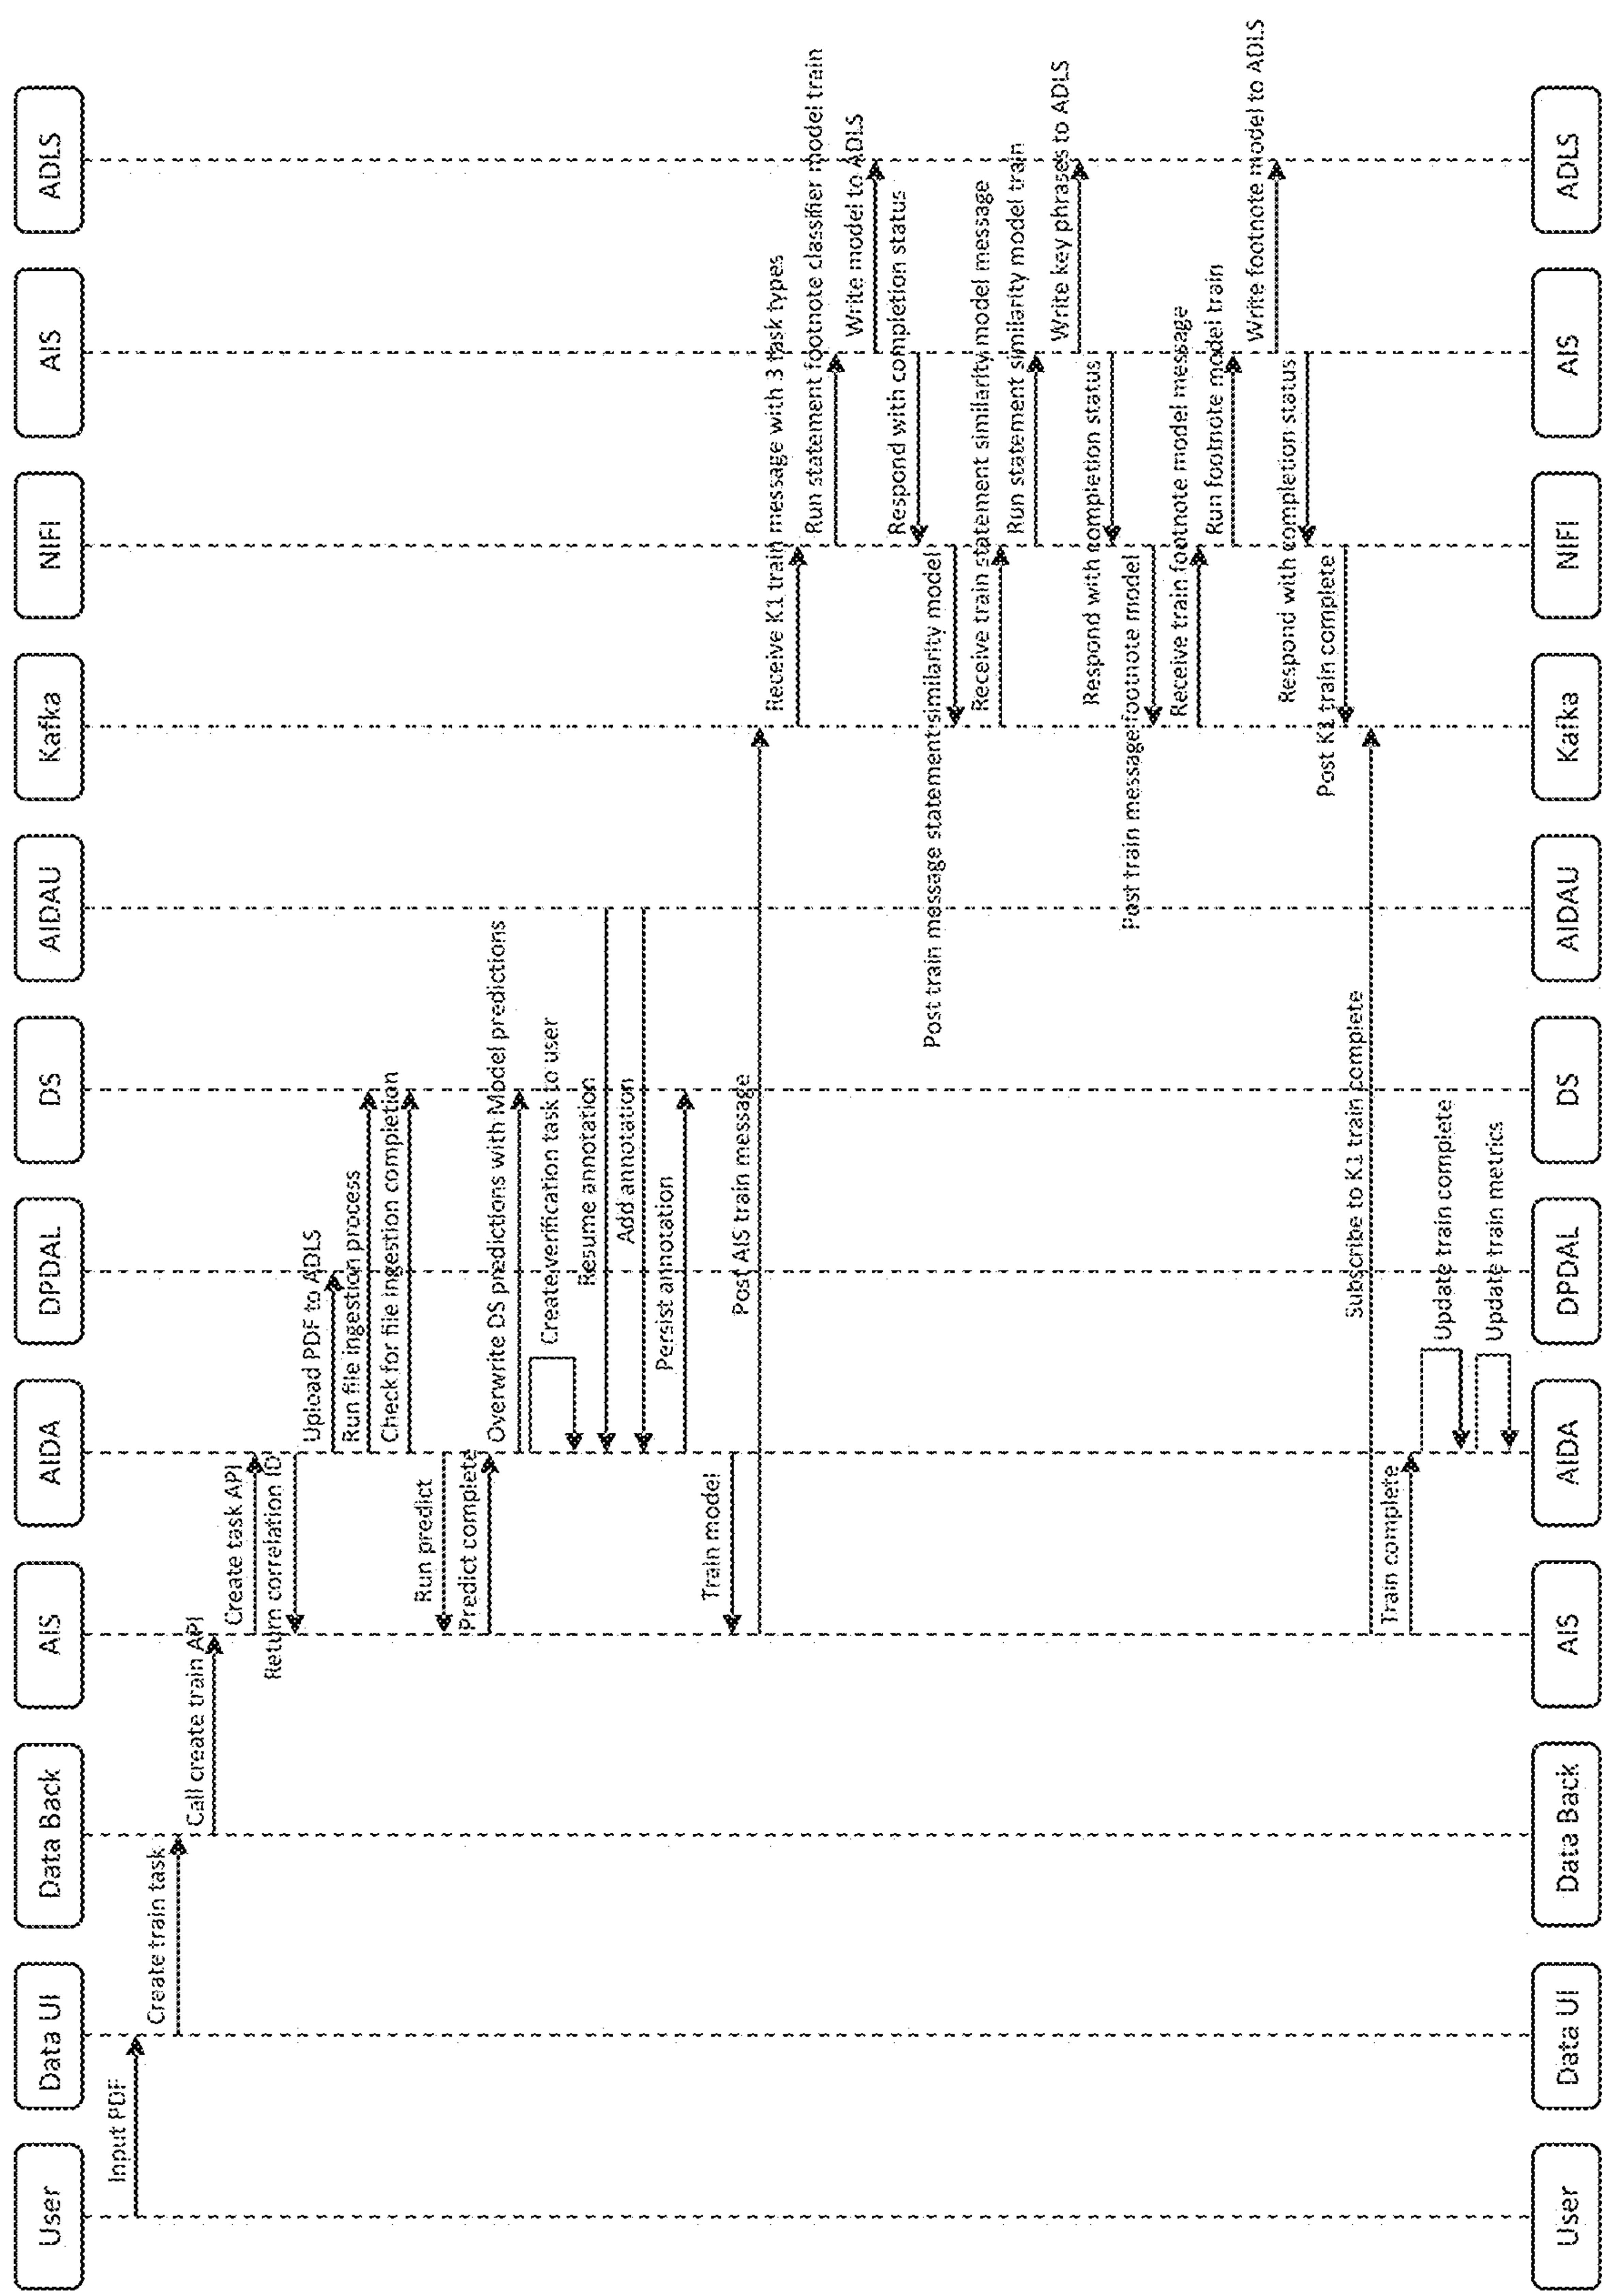 User
Data UI
Data Back
AIS
AIDA
DPDAL
DS
AIDAU
Kafka
NIFI
AIS
ADLS
Input PDF
Create train task
Call create train API
Create task API
Return correlation ID
Upload PDF to ADLS
Run file ingestion process
Check for file ingestion completion
Run predict
Predict complete
Overwrite DS predictions with Model predictions
Create verification task to user
Resume annotation
Add annotation
Persist annotation
Train model
Post AIS train message
Receive K1 train message with 3 task types
Run statement footnote classifier model train
Write model to ADLS
Respond with completion status
Post train message statement similarity model
Receive train statement similarity model message
Run statement similarity model train
Write key phrases to ADLS
Respond with completion status
Post train message footnote model
Receive train footnote model message
Run footnote model train
Write footnote model to ADLS
Respond with completion status
Post K1 train complete
Subscribe to K1 train complete
Train complete
Update train complete
Update train metrics
User
Data UI
Data Back
AIS
AIDA
DPDAL
DS
AIDAU
Kafka
NIFI
AIS
ADLS